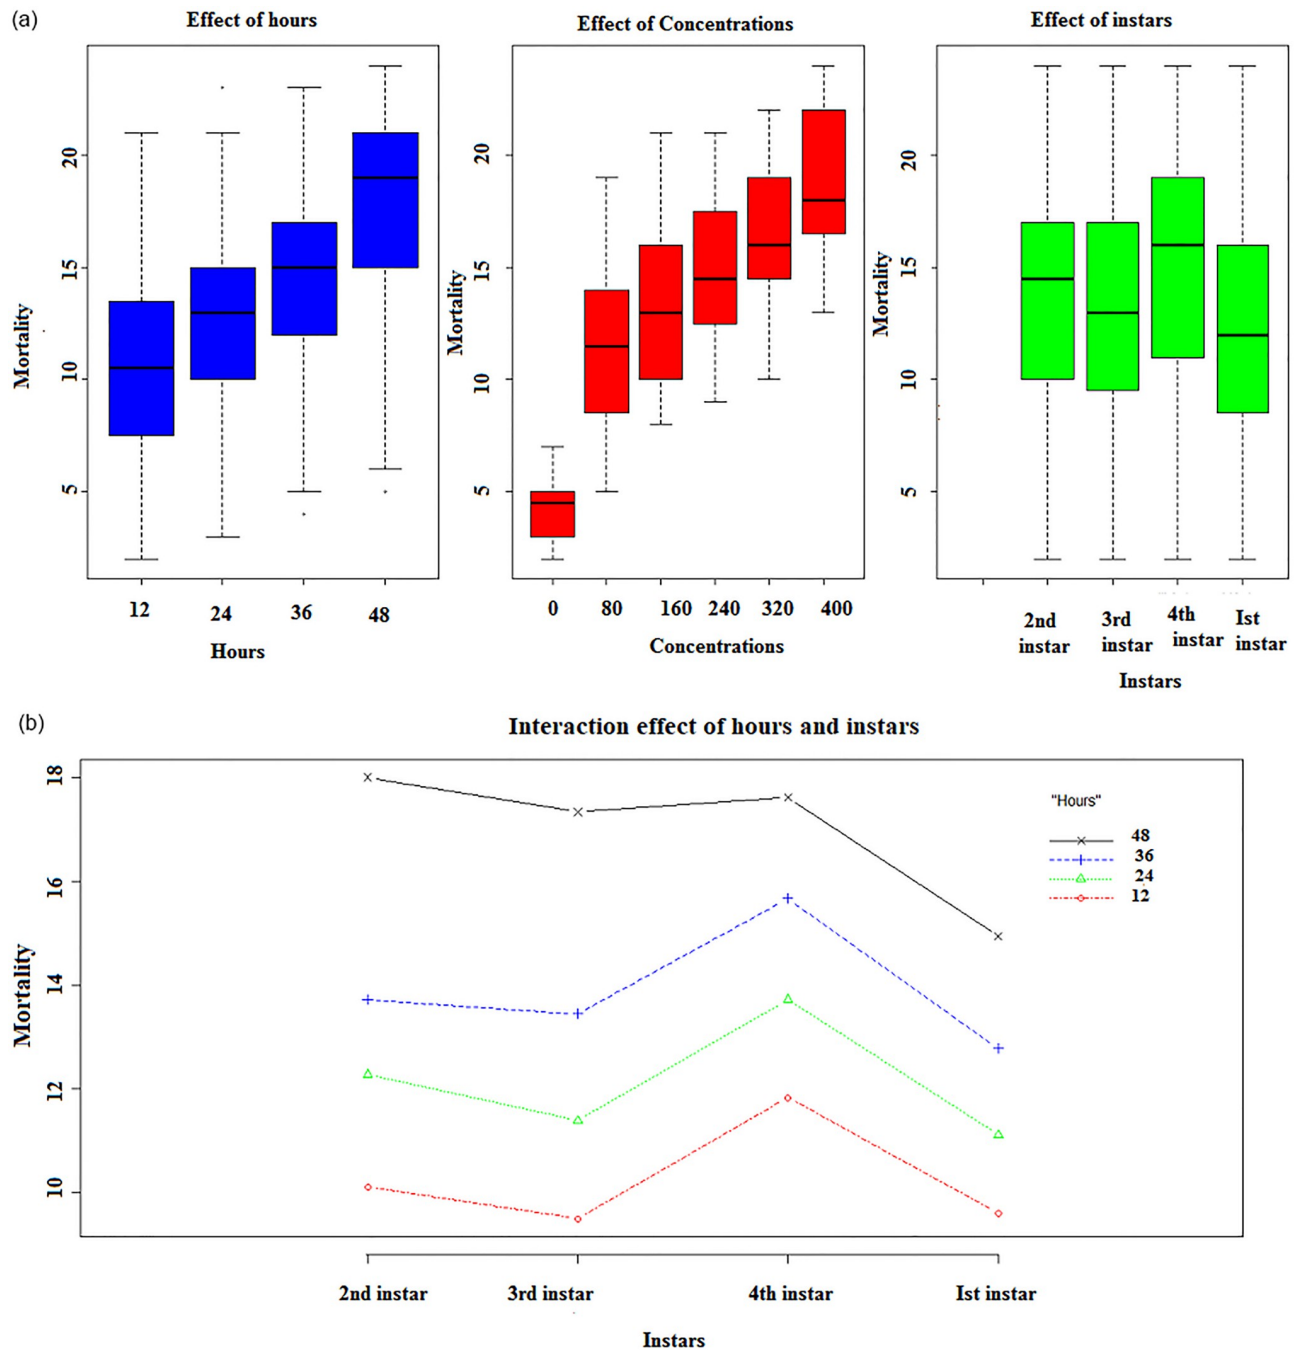 (a)
Effect of hours
Effect of Concentrations
Effect of instars
Mortality
5
10
15
20
12
24
36
48
Hours
Mortality
5
10
15
20
0
80
160
240
320
400
Concentrations
Mortality
5
10
15
20
2nd
instar
3rd
instar
4th
instar
Ist
instar
Instars
(b)
Interaction effect of hours and instars
Mortality
18
16
14
12
10
"Hours"
48
36
24
12
2nd instar
3rd instar
4th instar
Ist instar
Instars